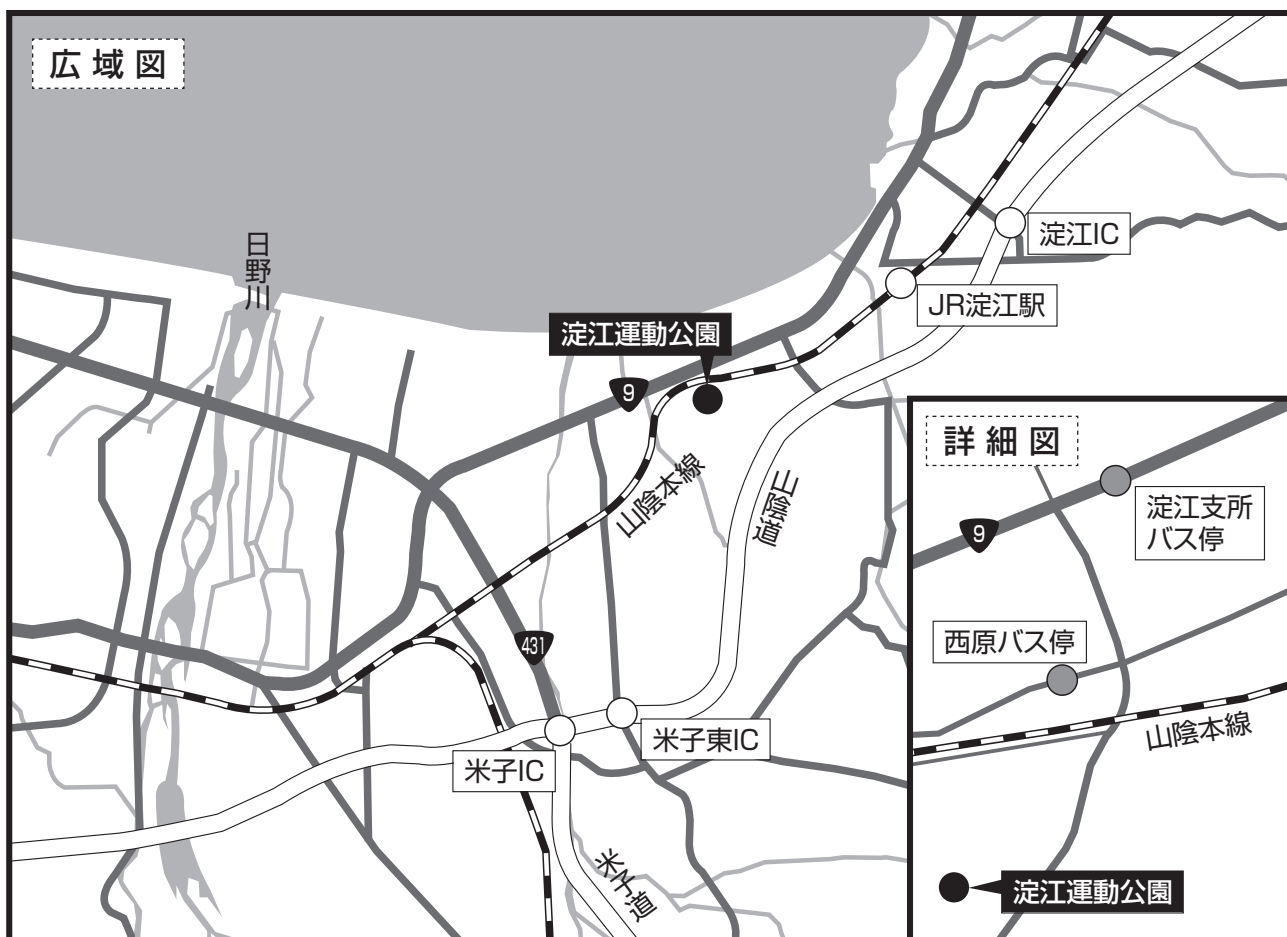 広域図
日野川
淀江IC
JR淀江駅
淀江運動公園
9
山陰本線
山陰道
431
米子東IC
米子IC
米子道
詳細図
淀江支所
バス停
9
西原バス停
山陰本線
淀江運動公園